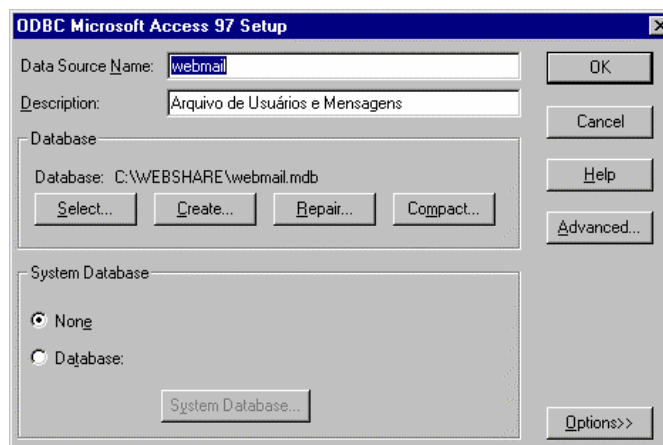 ODBC Microsoft Access 97 Setup
Data Source Name: webmail OK
Description: Arquivo de Usuários e Mensagens
Cancel
Database
Database: C:\WEBSHARE\webmail.mdb
Help
Select... Create... Repair... Compact...
Advanced...
System Database
None
Database:
System Database...
Options>>